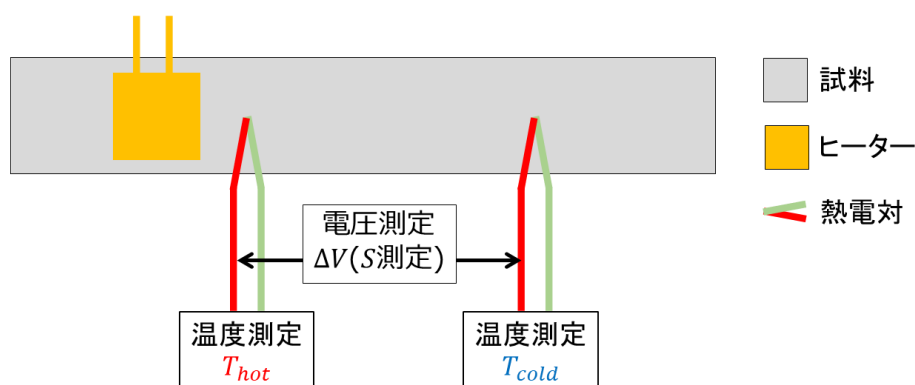 試料
ヒーター
熱電対
電圧測定
ΔV(S測定)
温度測定
T_hot
温度測定
T_cold